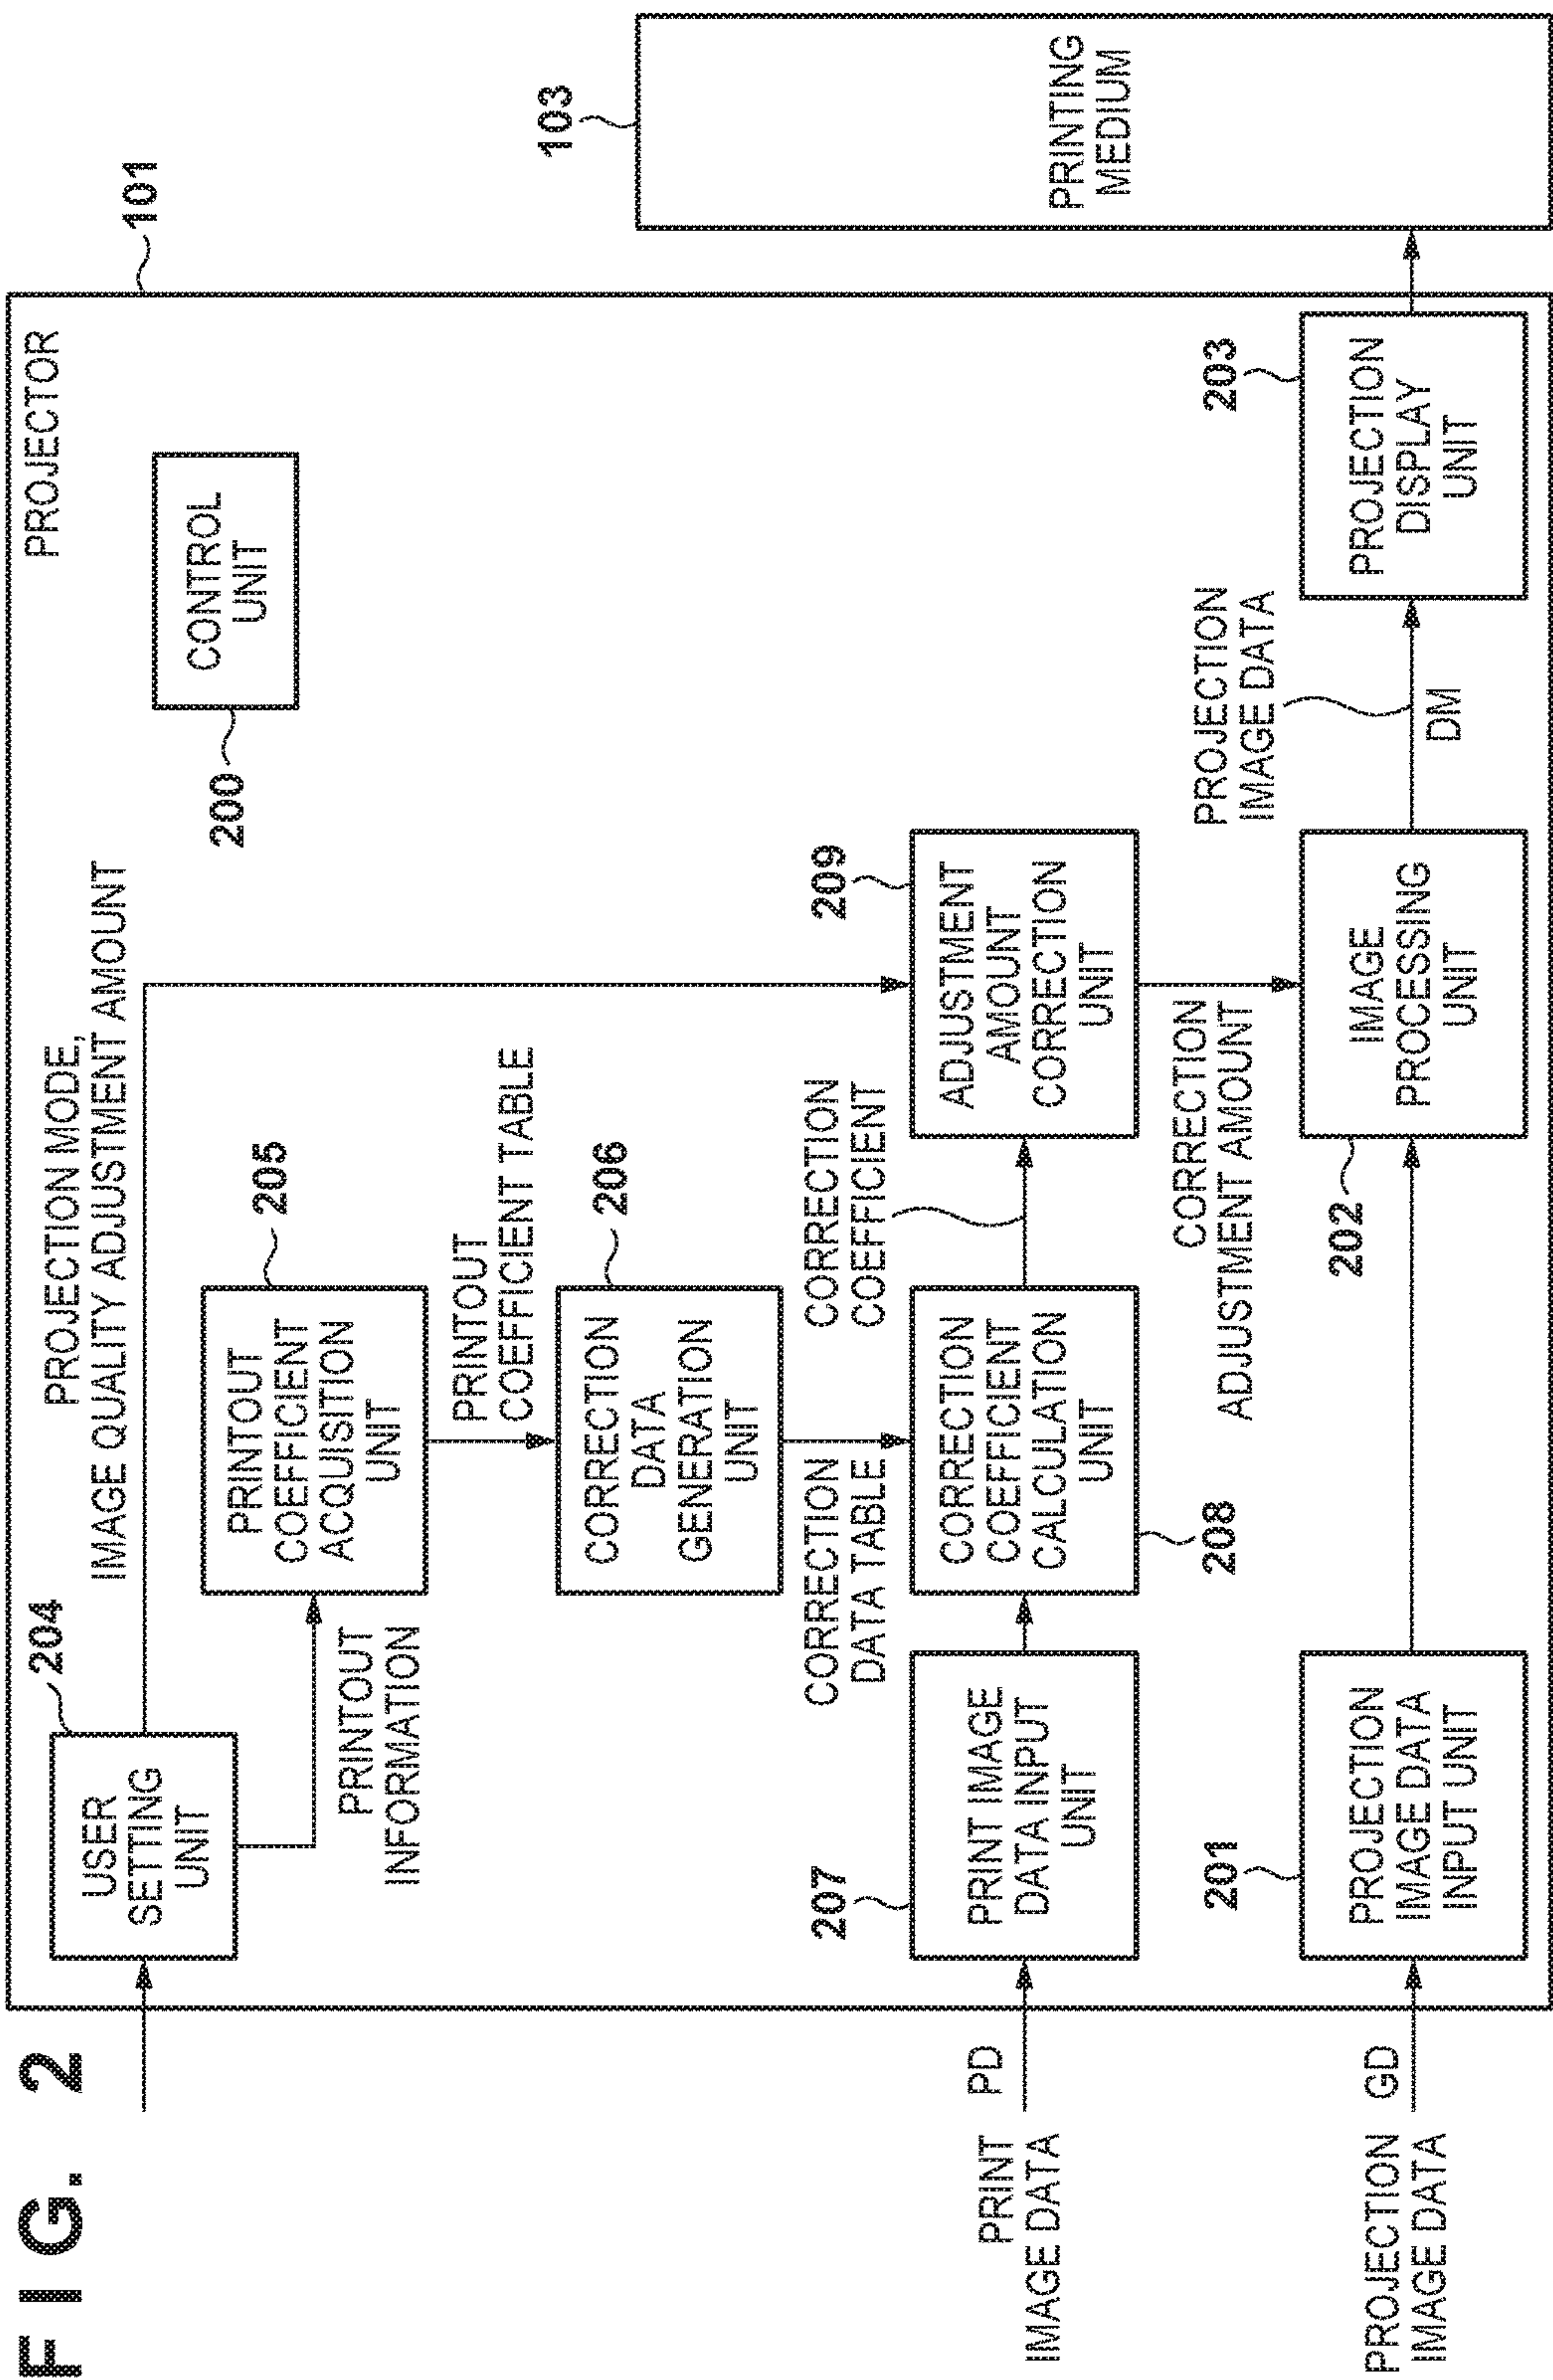 FIG. 2
PROJECTOR
101
PROJECTION MODE,
IMAGE QUALITY ADJUSTMENT AMOUNT
204
USER
SETTING
UNIT
CONTROL
UNIT
200
103
PRINTING
MEDIUM
PRINTOUT
INFORMATION
205
PRINTOUT
COEFFICIENT
ACQUISITION
UNIT
PRINTOUT
COEFFICIENT TABLE
206
CORRECTION
DATA
GENERATION
UNIT
CORRECTION
DATA TABLE
CORRECTION
COEFFICIENT
PRINT
IMAGE DATA
PD
207
PRINT IMAGE
DATA INPUT
UNIT
CORRECTION
COEFFICIENT
CALCULATION
UNIT
208
209
ADJUSTMENT
AMOUNT
CORRECTION
UNIT
CORRECTION
ADJUSTMENT AMOUNT
PROJECTION
IMAGE DATA
GD
201
PROJECTION
IMAGE DATA
INPUT UNIT
202
IMAGE
PROCESSING
UNIT
PROJECTION
IMAGE DATA
DM
203
PROJECTION
DISPLAY
UNIT